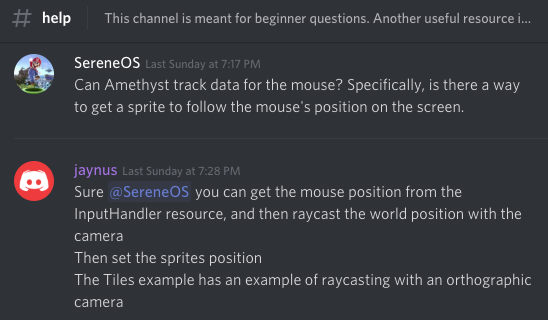 # help This channel is meant for beginner questions. Another useful resource i...
SereneOS Last Sunday at 7:17 PM
Can Amethyst track data for the mouse? Specifically, is there a way
to get a sprite to follow the mouse's position on the screen.
jaynus Last Sunday at 7:28 PM
Sure @SereneOS you can get the mouse position from the
InputHandler resource, and then raycast the world position with the
camera
Then set the sprites position
The Tiles example has an example of raycasting with an orthographic
camera